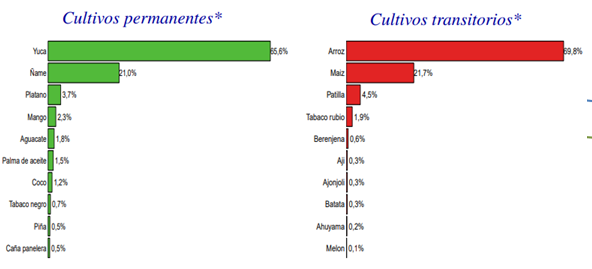 Cultivos permanentes*
Yuca 65,6%
Ñame 21,0%
Platano 3,7%
Mango 2,3%
Aguacate 1,8%
Palma de aceite 1,5%
Coco 1,2%
Tabaco negro 0,7%
Piña 0,5%
Caña panelera 0,5%
Cultivos transitorios*
Arroz 69,8%
Maiz 21,7%
Patilla 4,5%
Tabaco rubio 1,9%
Berenjena 0,6%
Aji 0,3%
Ajonjoli 0,3%
Batata 0,3%
Ahuyama 0,2%
Melon 0,1%